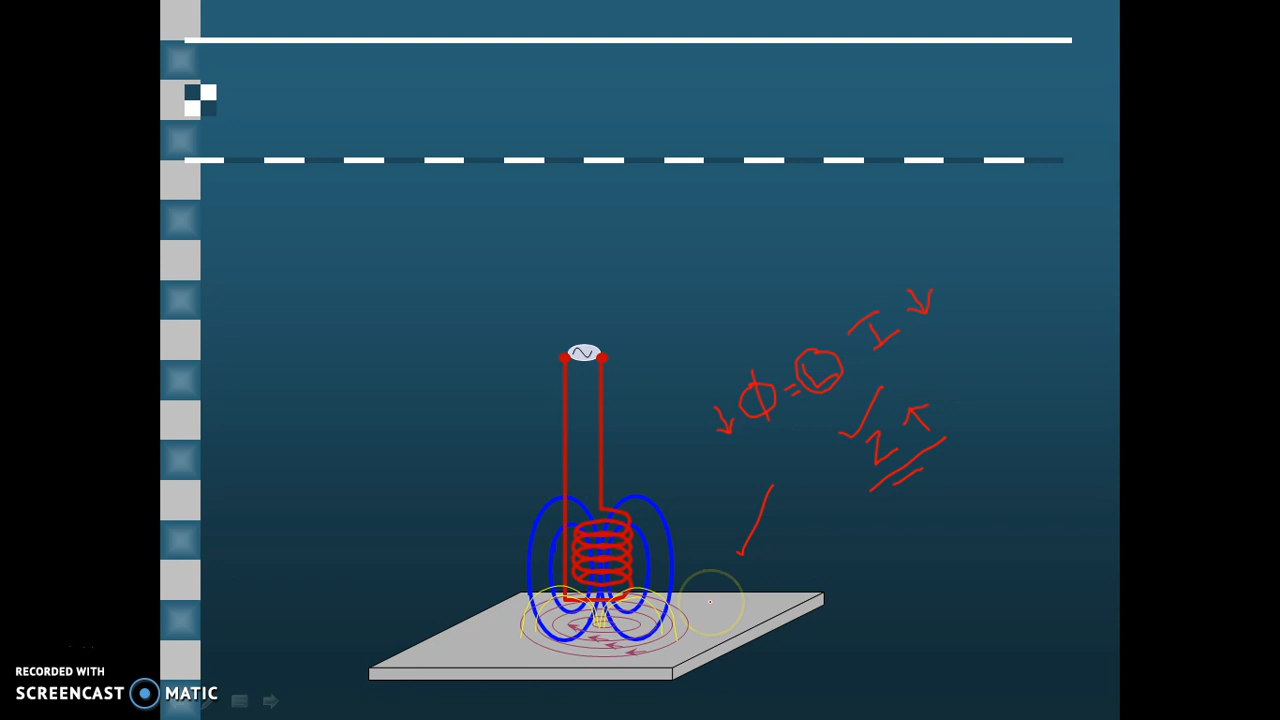 ↓ Φ = L I ↓
Z ↑
RECORDED WITH
SCREENCAST MATIC